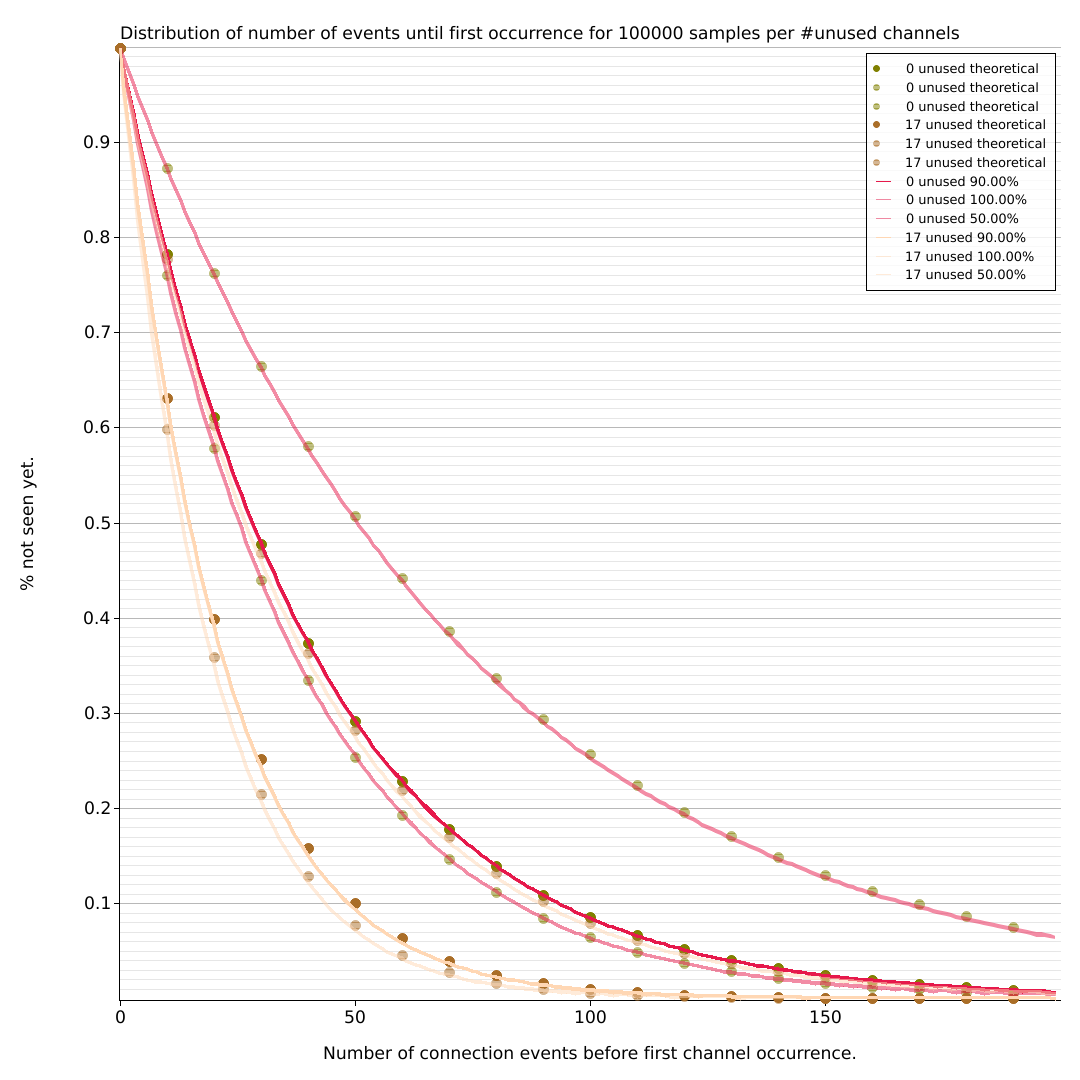 Distribution of number of events until first occurrence for 100000 samples per #unused channels
0 unused theoretical
0 unused theoretical
0 unused theoretical
17 unused theoretical
17 unused theoretical
17 unused theoretical
0 unused 90.00%
0 unused 100.00%
0 unused 50.00%
17 unused 90.00%
17 unused 100.00%
17 unused 50.00%
0.9
0.8
0.7
0.6
0.5
0.4
0.3
0.2
0.1
% not seen yet.
0 50 100 150
Number of connection events before first channel occurrence.